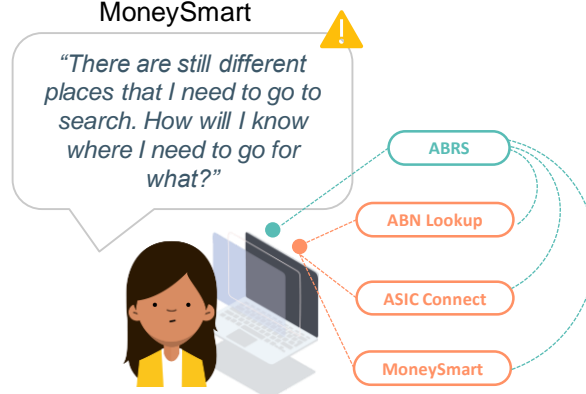 MoneySmart
“There are still different
places that I need to go to
search. How will I know
where I need to go for
what?”
ABRS
ABN Lookup
ASIC Connect
MoneySmart